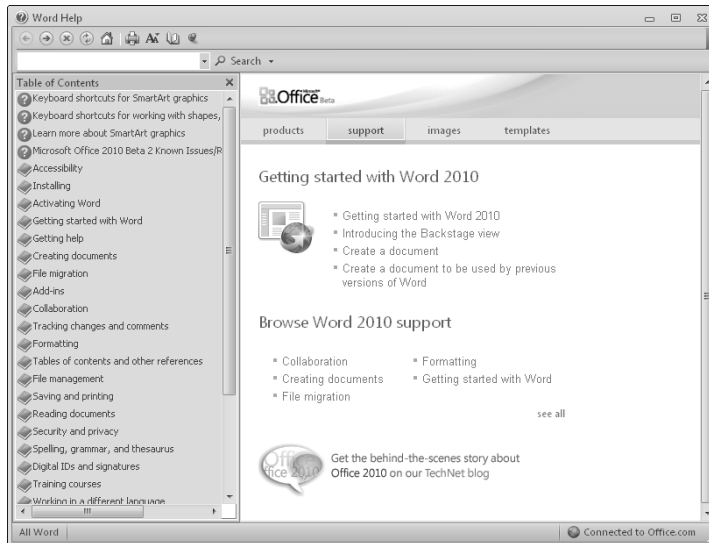 Word Help
Search
Table of Contents
Keyboard shortcuts for SmartArt graphics
Keyboard shortcuts for working with shapes,
Learn more about SmartArt graphics
Microsoft Office 2010 Beta 2 Known Issues/R
Accessibility
Installing
Activating Word
Getting started with Word
Getting help
Creating documents
File migration
Add-ins
Collaboration
Tracking changes and comments
Formatting
Tables of contents and other references
File management
Saving and printing
Reading documents
Security and privacy
Spelling, grammar, and thesaurus
Digital IDs and signatures
Training courses
Working in a different language
Office Beta
products support images templates
Getting started with Word 2010
Getting started with Word 2010
Introducing the Backstage view
Create a document
Create a document to be used by previous
versions of Word
Browse Word 2010 support
Collaboration Formatting
Creating documents Getting started with Word
File migration
see all
Get the behind-the-scenes story about
Office 2010 on our TechNet blog
All Word
Connected to Office.com